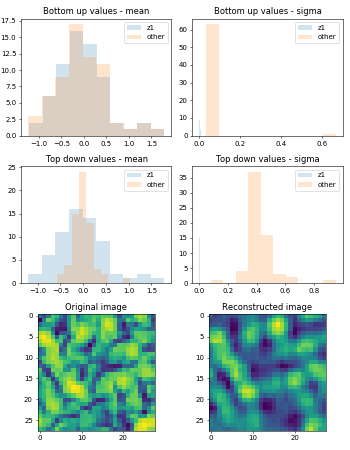 Bottom up values - mean
Bottom up values - sigma
17.5
15.0
12.5
10.0
7.5
5.0
2.5
0.0
z1
other
−1.0 −0.5 0.0 0.5 1.0 1.5
60
50
40
30
20
10
0
z1
other
0.0 0.2 0.4 0.6
Top down values - mean
Top down values - sigma
25
20
15
10
5
0
z1
other
−1.0 −0.5 0.0 0.5 1.0 1.5
35
30
25
20
15
10
5
0
z1
other
0.0 0.2 0.4 0.6 0.8
Original image
Reconstructed image
0
5
10
15
20
25
0 10 20
0
5
10
15
20
25
0 10 20